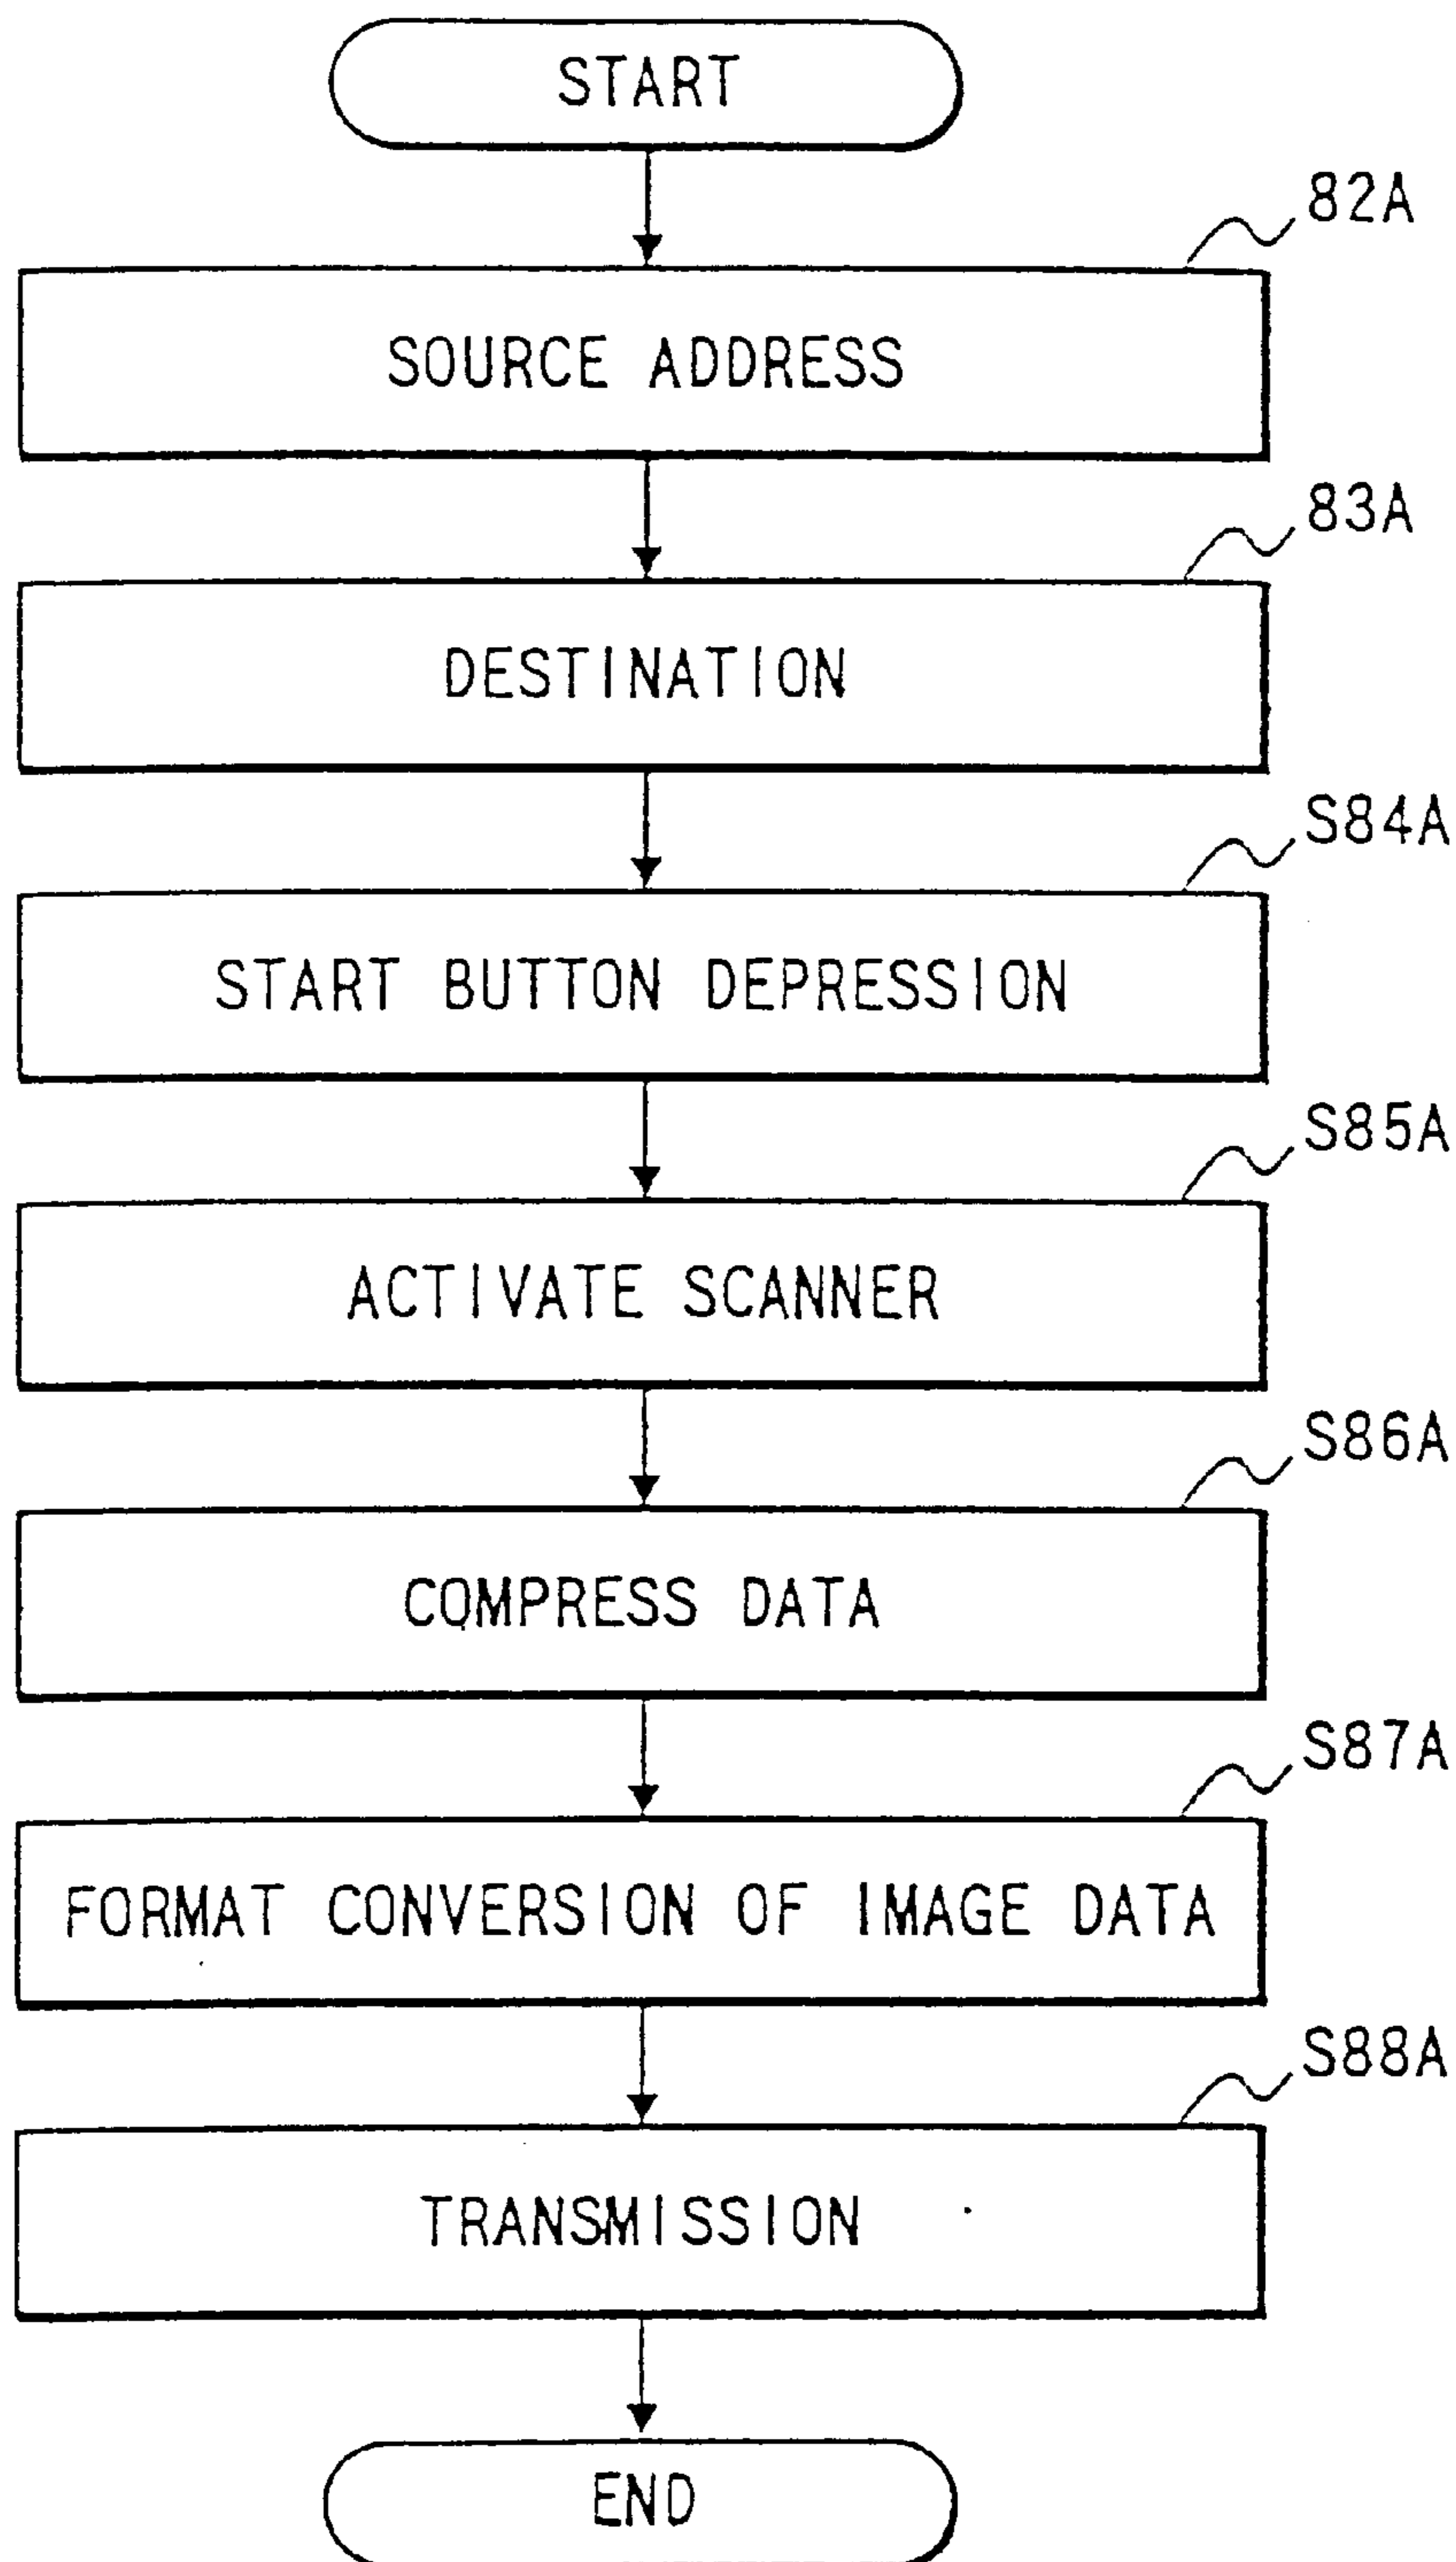 START
82A
SOURCE ADDRESS
83A
DESTINATION
S84A
START BUTTON DEPRESSION
S85A
ACTIVATE SCANNER
S86A
COMPRESS DATA
S87A
FORMAT CONVERSION OF IMAGE DATA
S88A
TRANSMISSION
END